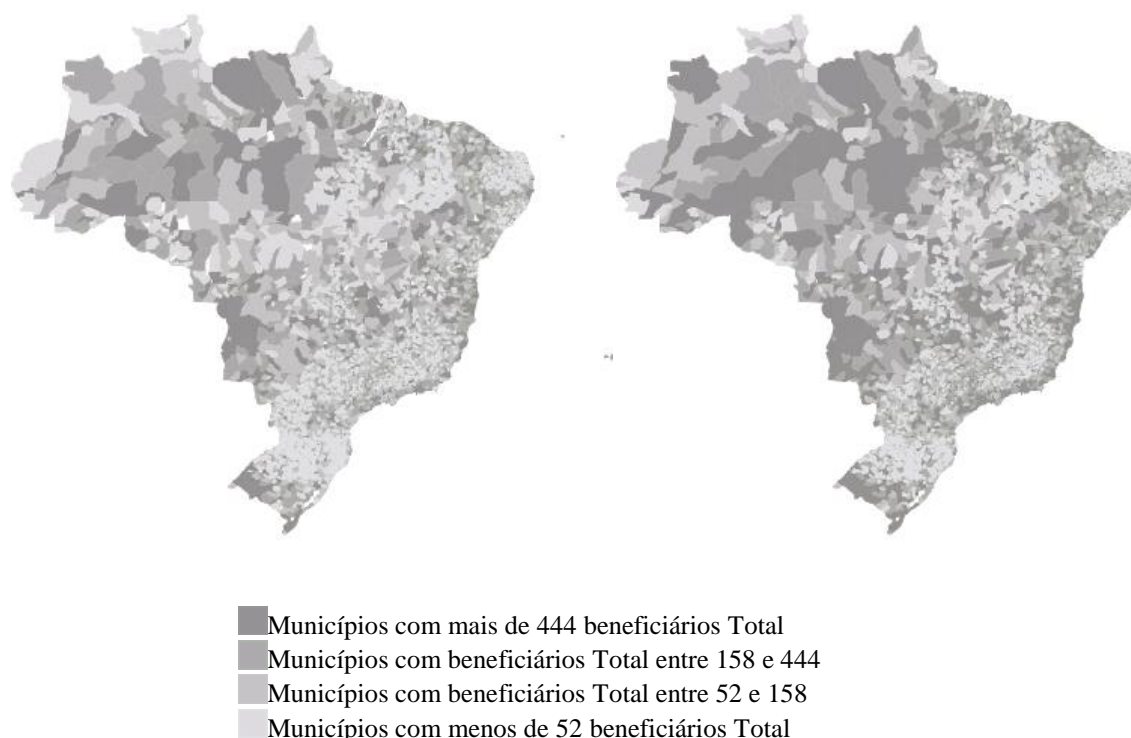 Municípios com mais de 444 beneficiários Total
Municípios com beneficiários Total entre 158 e 444
Municípios com beneficiários Total entre 52 e 158
Municípios com menos de 52 beneficiários Total